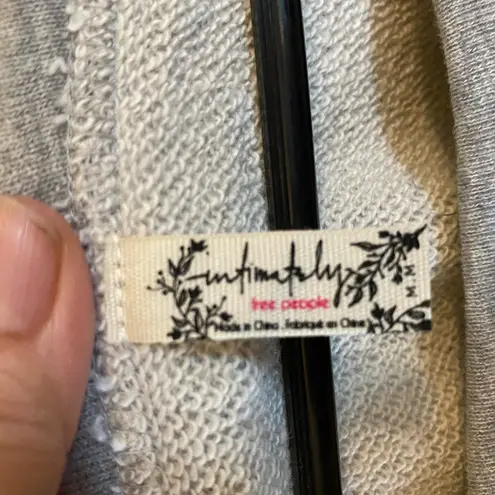 intimately
free people
Made in China . Fabriqué en Chine
M M